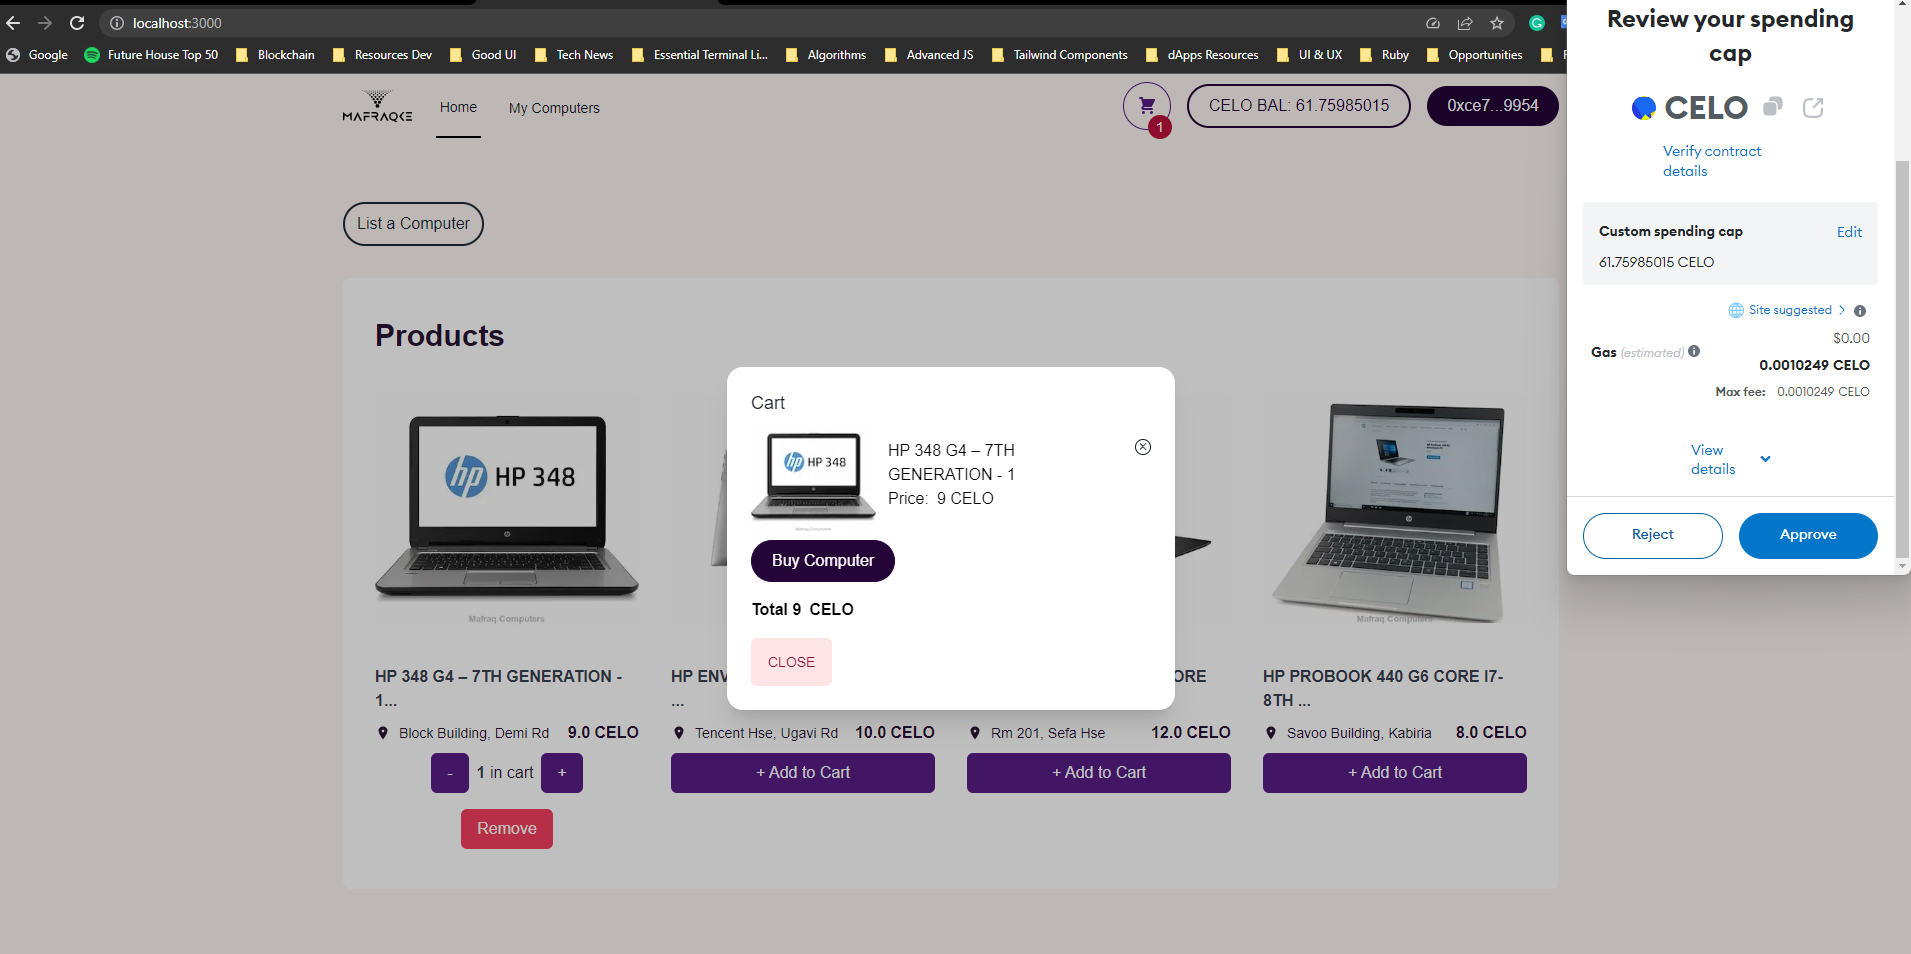 localhost:3000
Google
Future House Top 50
Blockchain
Resources Dev
Good UI
Tech News
Essential Terminal Li...
Algorithms
Advanced JS
Tailwind Components
dApps Resources
UI & UX
Ruby
Opportunities
MAFRAQKE
Home
My Computers
1
CELO BAL: 61.75985015
0xce7...9954
List a Computer
Products
HP 348
Mafraq Computers
HP 348 G4 – 7TH GENERATION -
1...
Block Building, Demi Rd
9.0 CELO
-
1 in cart
+
Remove
HP ENV
...
Tencent Hse, Ugavi Rd
10.0 CELO
+ Add to Cart
ORE
Rm 201, Sefa Hse
12.0 CELO
+ Add to Cart
Mafraq Computers
HP PROBOOK 440 G6 CORE I7-
8TH ...
Savoo Building, Kabiria
8.0 CELO
+ Add to Cart
Cart
hp HP 348
HP 348 G4 – 7TH
GENERATION - 1
Price: 9 CELO
Buy Computer
Total 9 CELO
CLOSE
Review your spending
cap
CELO
Verify contract
details
Custom spending cap
Edit
61.75985015 CELO
Site suggested >
$0.00
Gas (estimated)
0.0010249 CELO
Max fee: 0.0010249 CELO
View
details
Reject
Approve